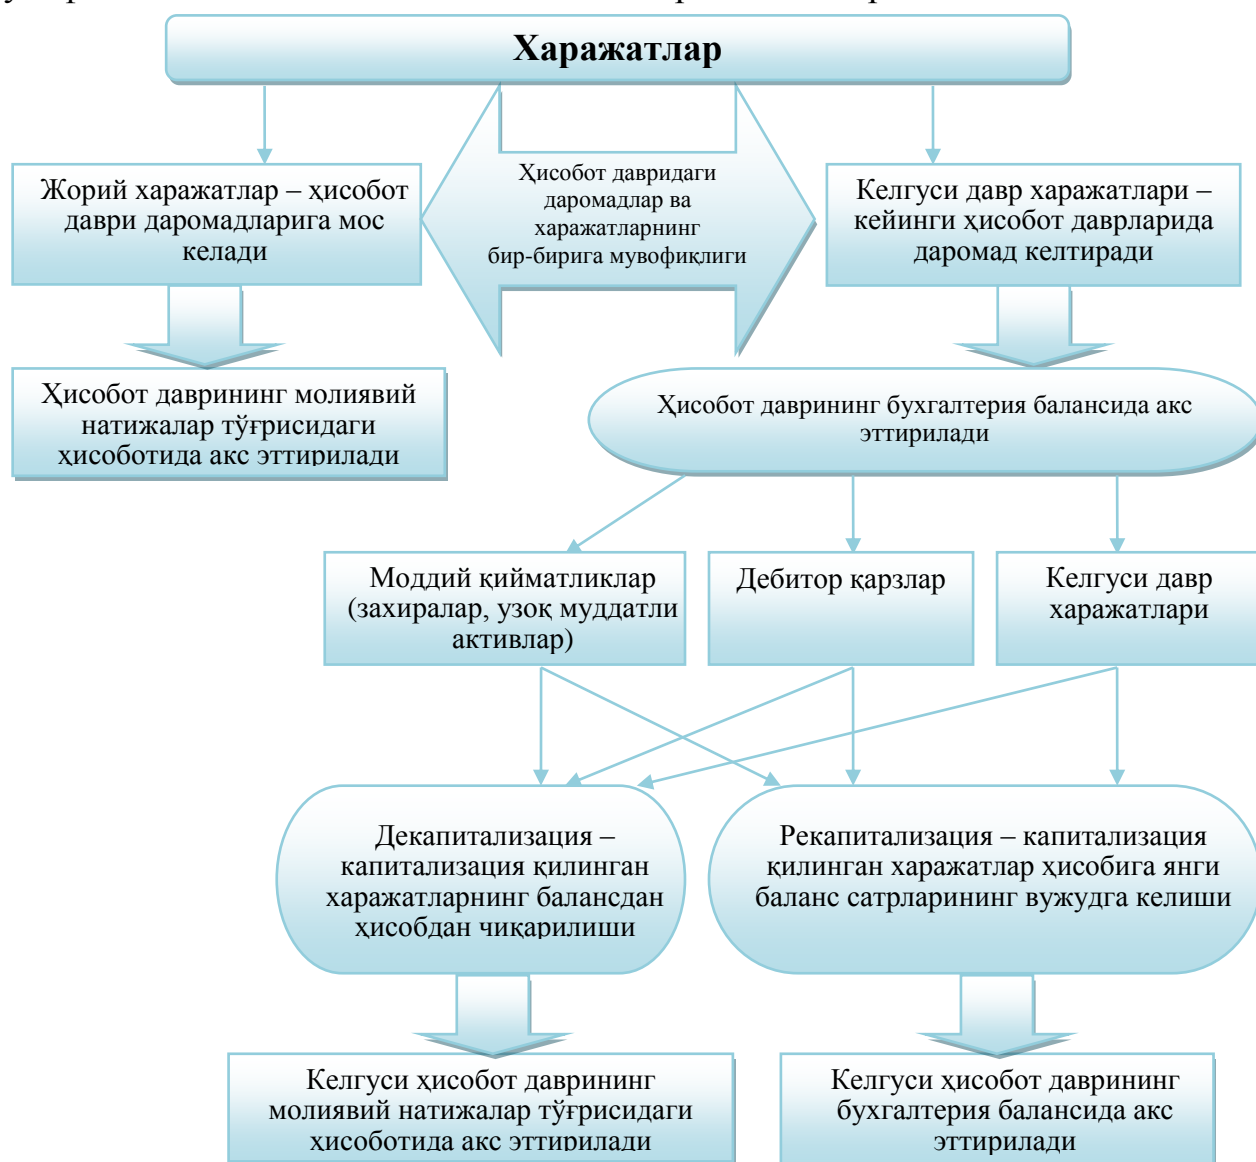 Харажатлар
Жорий харажатлар – ҳисобот
даври даромадларига мос
келади
Ҳисобот давридаги
даромадлар ва
харажатларнинг
бир-бирига мувофиқлиги
Келгуси давр харажатлари –
кейинги ҳисобот даврларида
даромад келтиради
Ҳисобот даврининг молиявий
натижалар тўғрисидаги
ҳисоботида акс эттирилади
Ҳисобот даврининг бухгалтерия балансида акс
эттирилади
Моддий қийматликлар
(захиралар, узоқ муддатли
активлар)
Дебитор қарзлар
Келгуси давр
харажатлари
Декапитализация –
капитализация қилинган
харажатларнинг балансдан
ҳисобдан чиқарилиши
Рекапитализация – капитализация
қилинган харажатлар ҳисобига янги
баланс сатрларининг вужудга келиши
Келгуси ҳисобот даврининг
молиявий натижалар тўғрисидаги
ҳисоботида акс эттирилади
Келгуси ҳисобот даврининг
бухгалтерия балансида акс
эттирилади